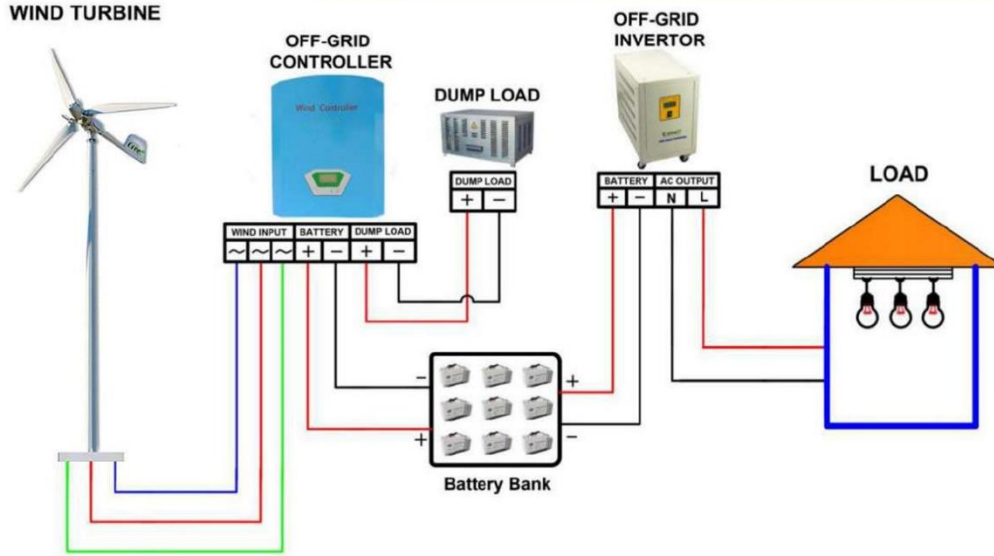 WIND TURBINE
OFF-GRID
CONTROLLER
Wind Controller
DUMP LOAD
DUMP LOAD
+ −
OFF-GRID
INVERTOR
BATTERY AC OUTPUT
+ − N L
LOAD
WIND INPUT BATTERY DUMP LOAD
~ ~ ~ + − + −
− +
+ −
Battery Bank